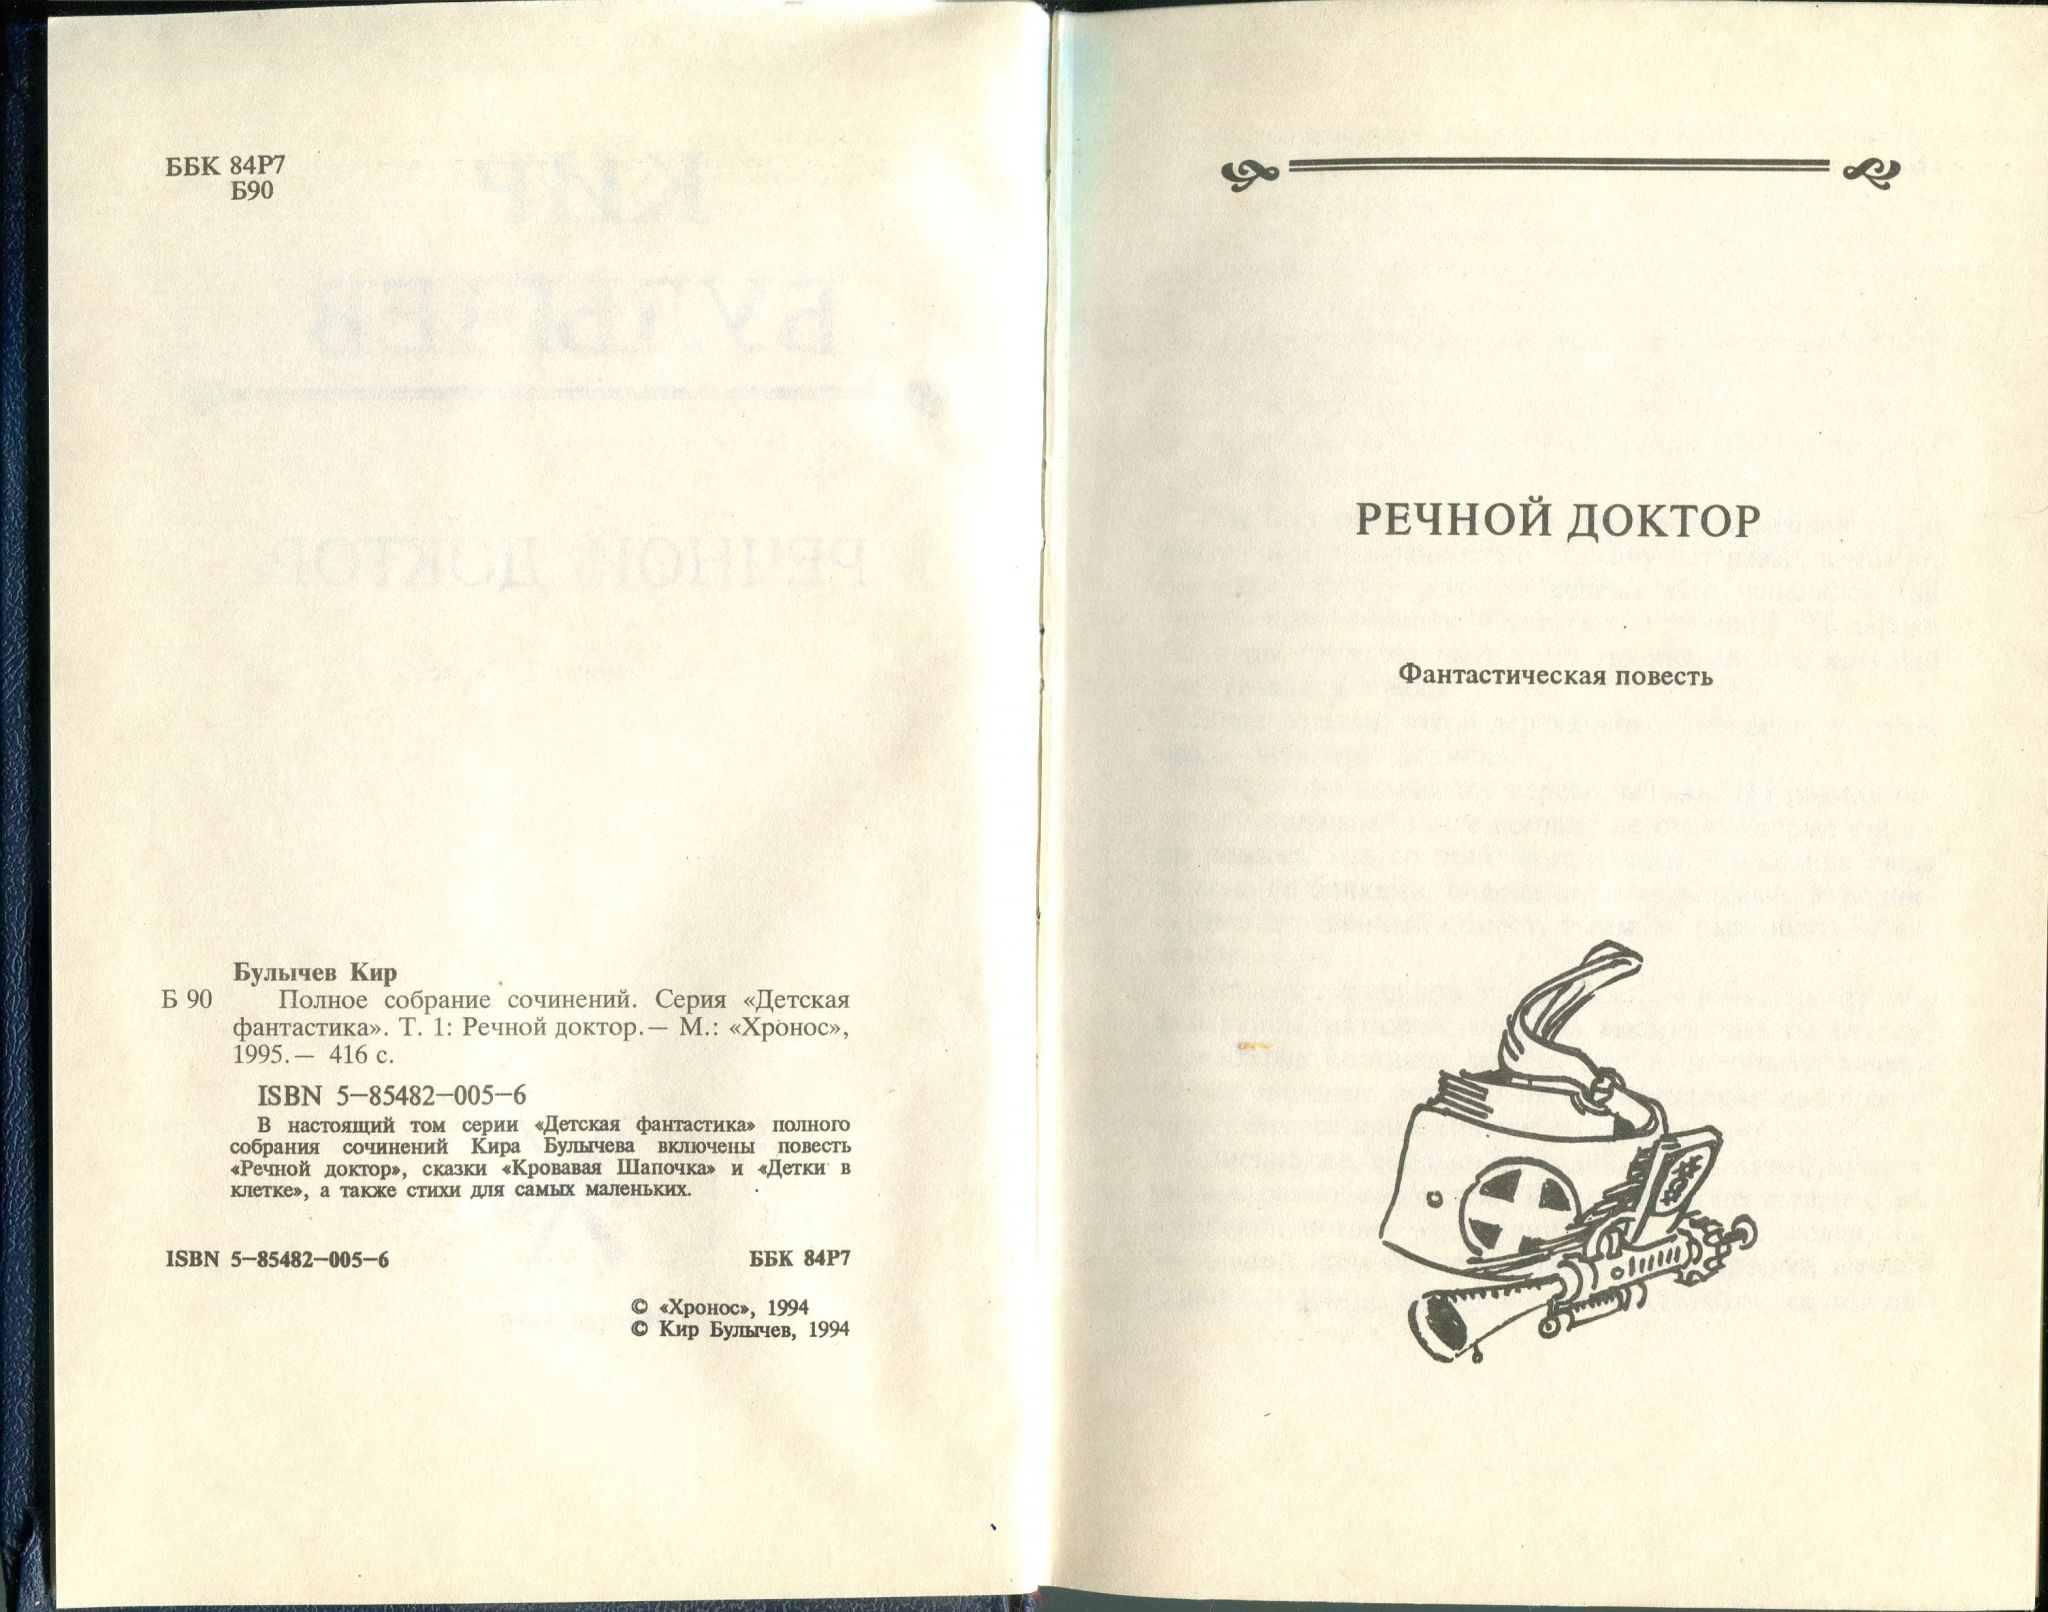 ББК 84Р7
Б90
Булычев Кир
Б 90 Полное собрание сочинений. Серия «Детская
фантастика». Т. 1: Речной доктор.— М.: «Хронос»,
1995.— 416 с.
ISBN 5—85482—005—6
В настоящий том серии «Детская фантастика» полного
собрания сочинений Кира Булычева включены повесть
«Речной доктор», сказки «Кровавая Шапочка» и «Детки в
клетке», а также стихи для самых маленьких.
ISBN 5—85482—005—6 ББК 84Р7
© «Хронос», 1994
© Кир Булычев, 1994
РЕЧНОЙ ДОКТОР
Фантастическая повесть